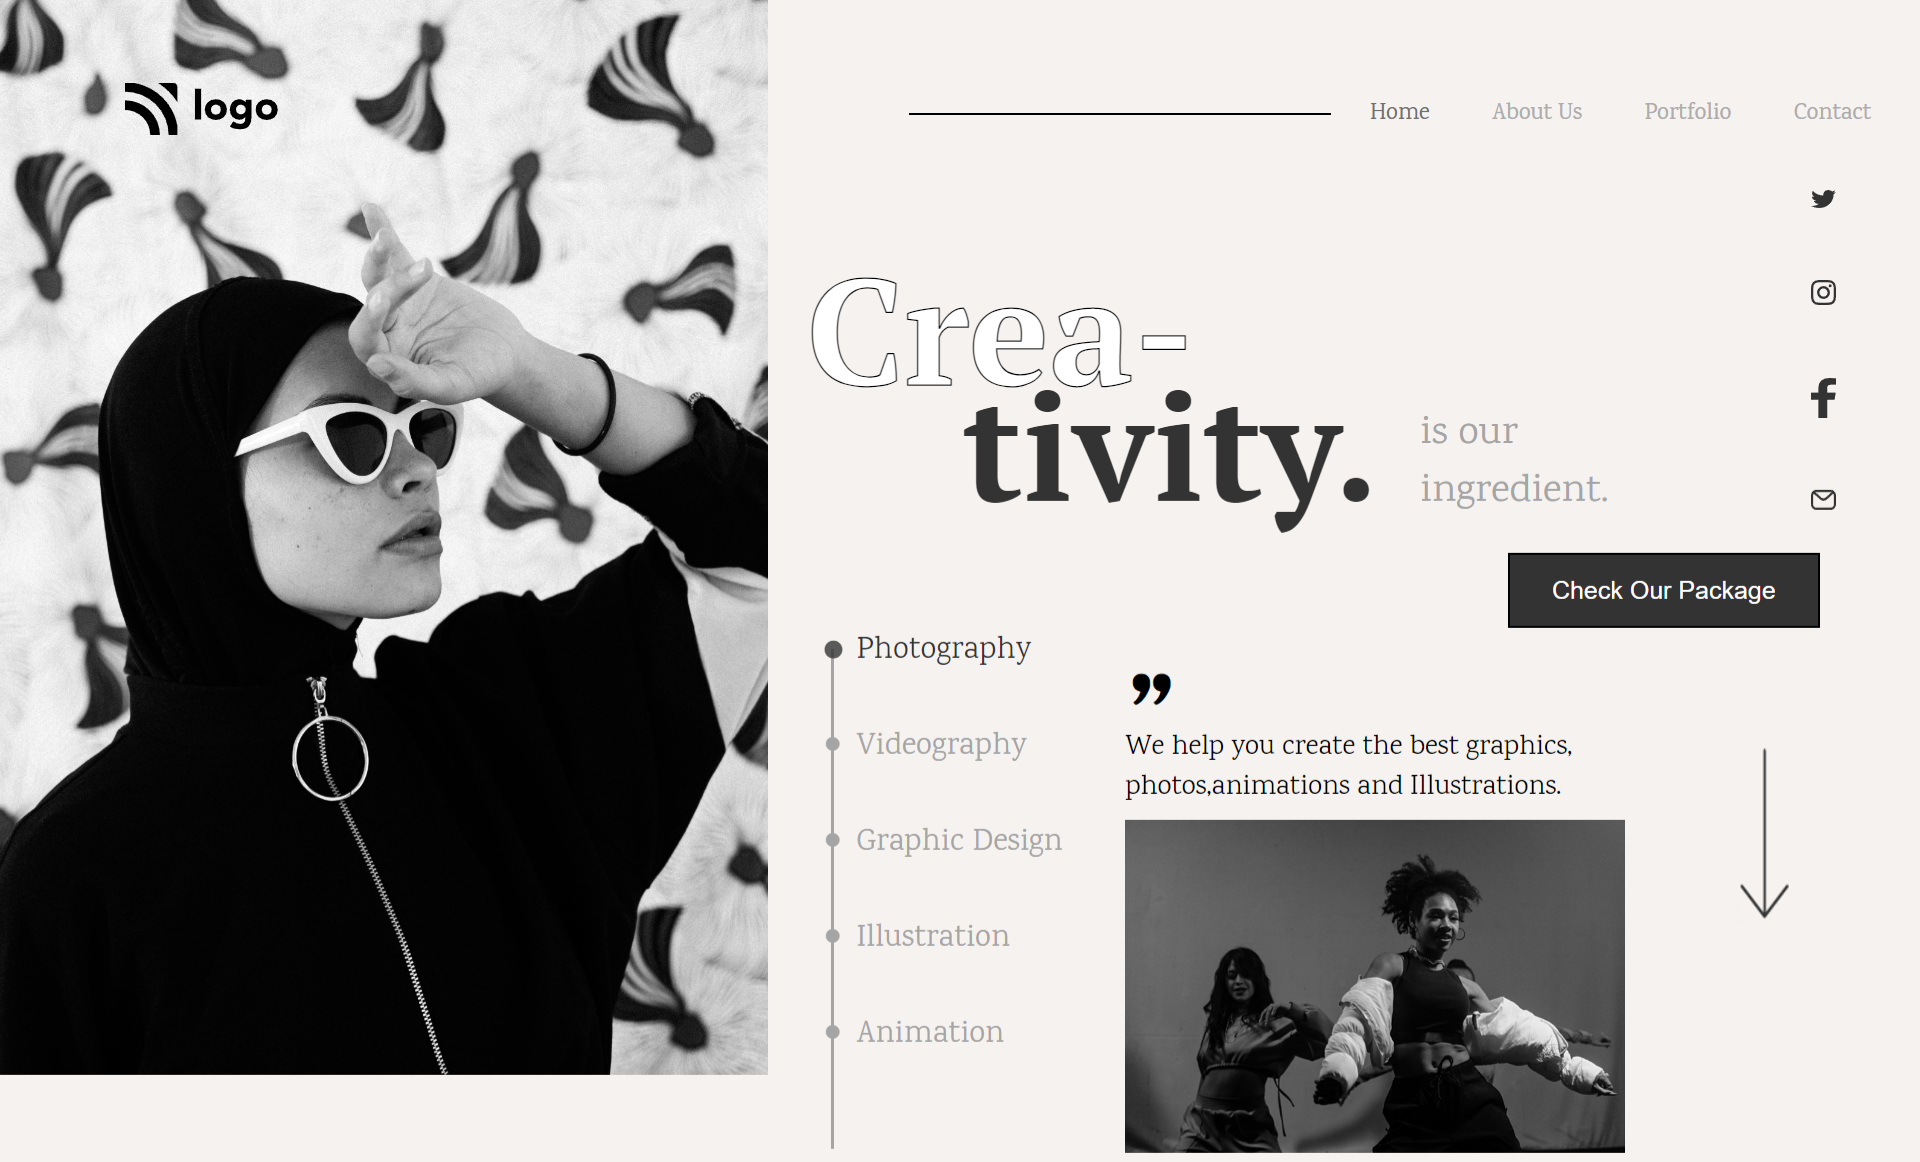 logo
Home About Us Portfolio Contact
Crea-
tivity.
is our
ingredient.
Check Our Package
Photography
Videography
Graphic Design
Illustration
Animation
”
We help you create the best graphics,
photos,animations and Illustrations.